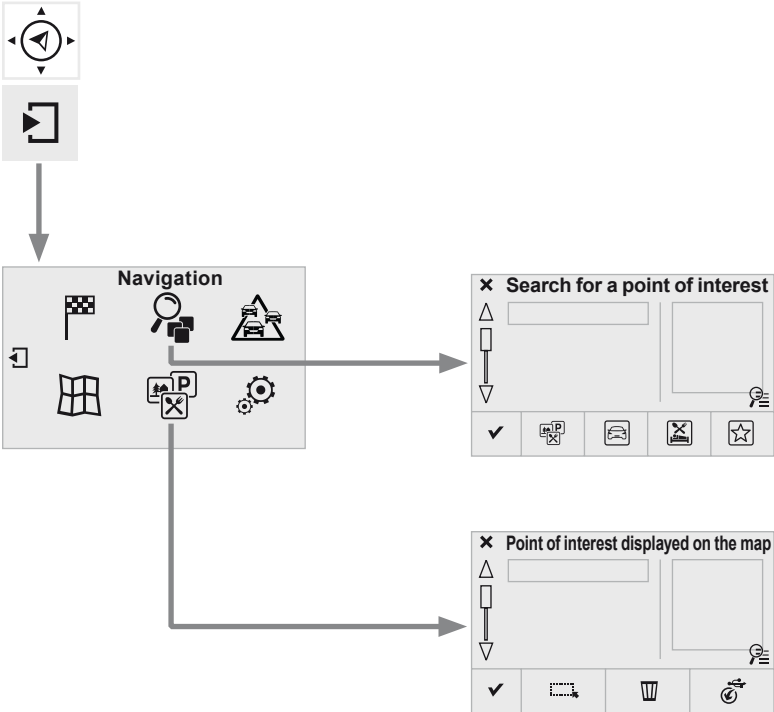 Navigation
P
Search for a point of interest
P
Point of interest displayed on the map